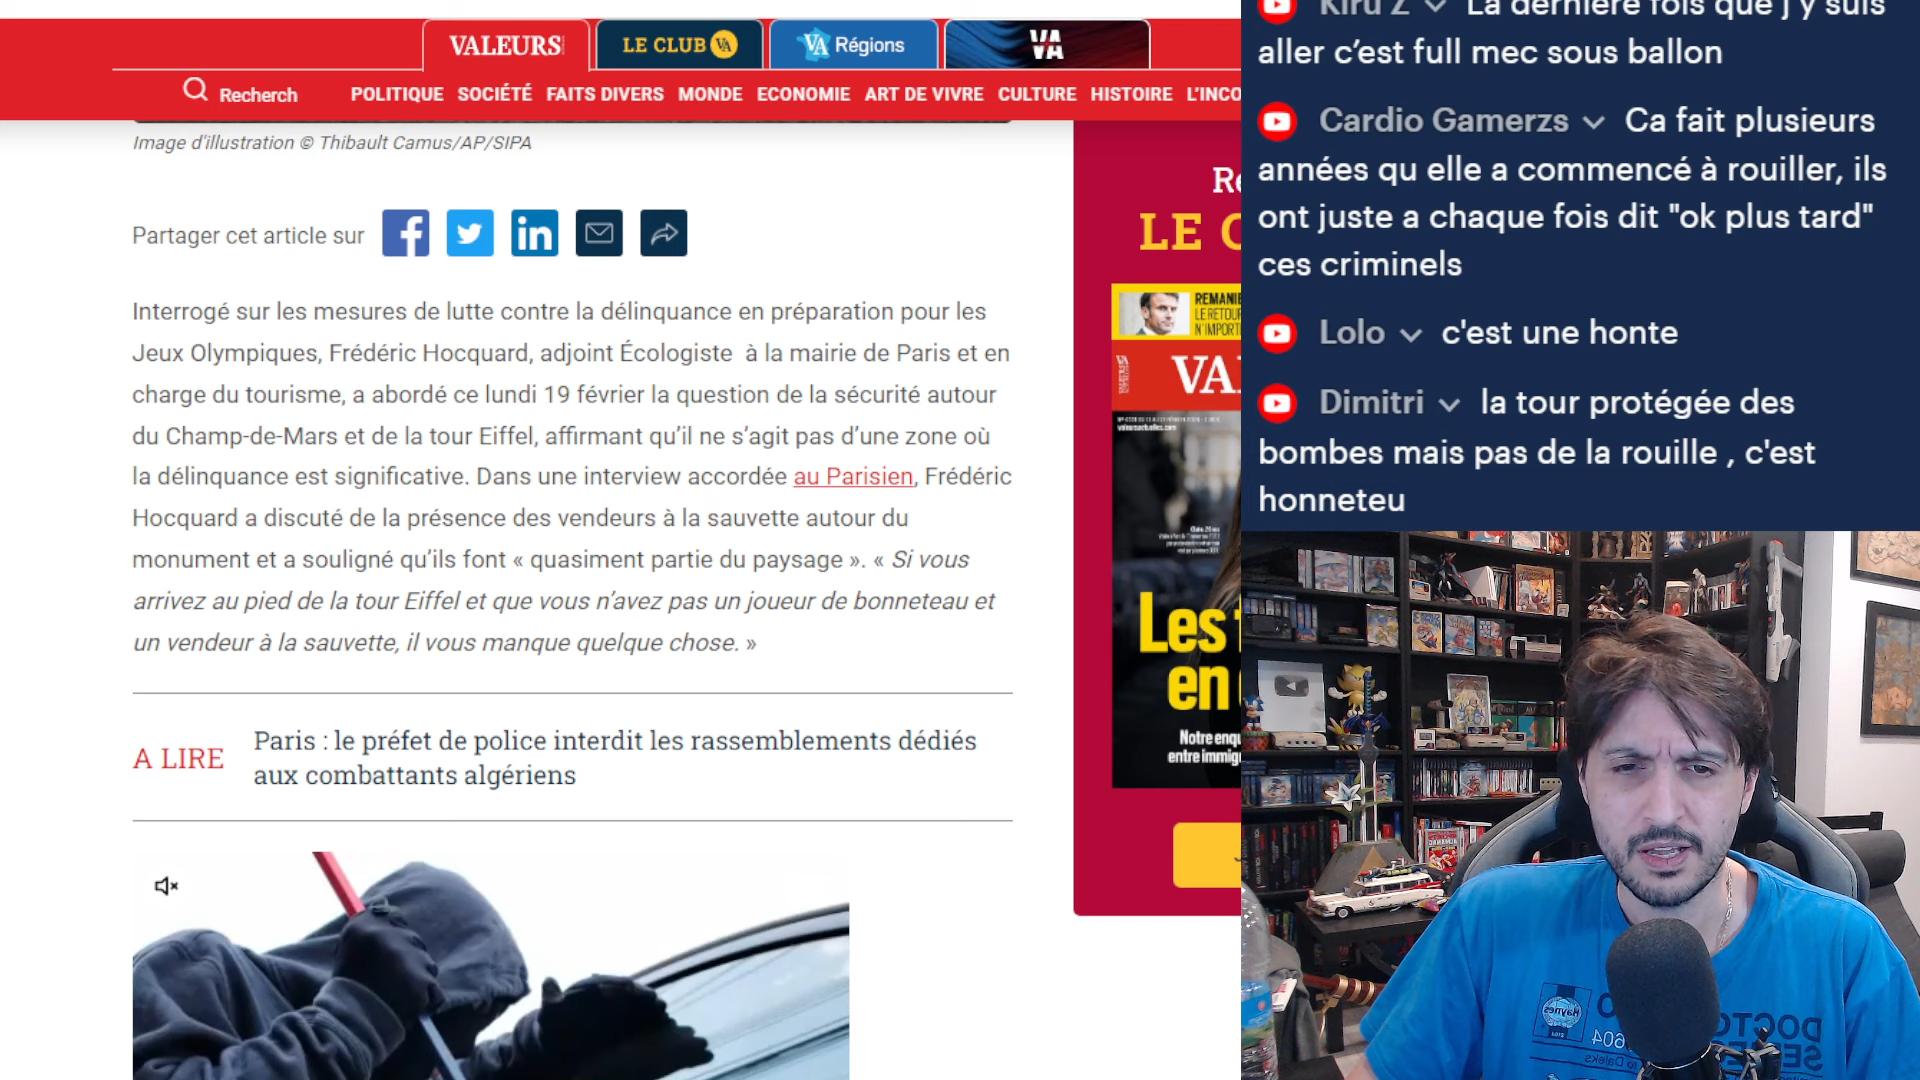 VALEURS
LE CLUB VA
VA Régions
VA
Recherch
POLITIQUE SOCIÉTÉ FAITS DIVERS MONDE ECONOMIE ART DE VIVRE CULTURE HISTOIRE L'INCO
Image d'illustration © Thibault Camus/AP/SIPA
Partager cet article sur
Interrogé sur les mesures de lutte contre la délinquance en préparation pour les
Jeux Olympiques, Frédéric Hocquard, adjoint Écologiste à la mairie de Paris et en
charge du tourisme, a abordé ce lundi 19 février la question de la sécurité autour
du Champ-de-Mars et de la tour Eiffel, affirmant qu'il ne s'agit pas d'une zone où
la délinquance est significative. Dans une interview accordée au Parisien, Frédéric
Hocquard a discuté de la présence des vendeurs à la sauvette autour du
monument et a souligné qu'ils font « quasiment partie du paysage ». « Si vous
arrivez au pied de la tour Eiffel et que vous n'avez pas un joueur de bonneteau et
un vendeur à la sauvette, il vous manque quelque chose. »
A LIRE
Paris : le préfet de police interdit les rassemblements dédiés
aux combattants algériens
LE
REMANIE
LE RETOUR
N'IMPORT
VA
Les
en
Notre enqu
entre immig
Kiru Z La dernière fois que j y suis
aller c'est full mec sous ballon
Cardio Gamerzs Ca fait plusieurs
années qu elle a commencé à rouiller, ils
ont juste a chaque fois dit "ok plus tard"
ces criminels
Lolo c'est une honte
Dimitri la tour protégée des
bombes mais pas de la rouille , c'est
honneteu
Haynes
DOCTO